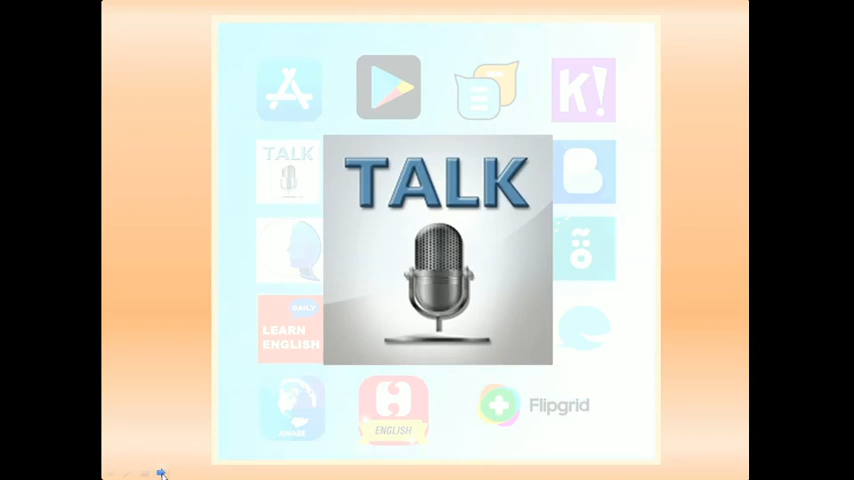 K!
TALK
TALK
B
DAILY
LEARN
ENGLISH
ENGLISH
Flipgrid